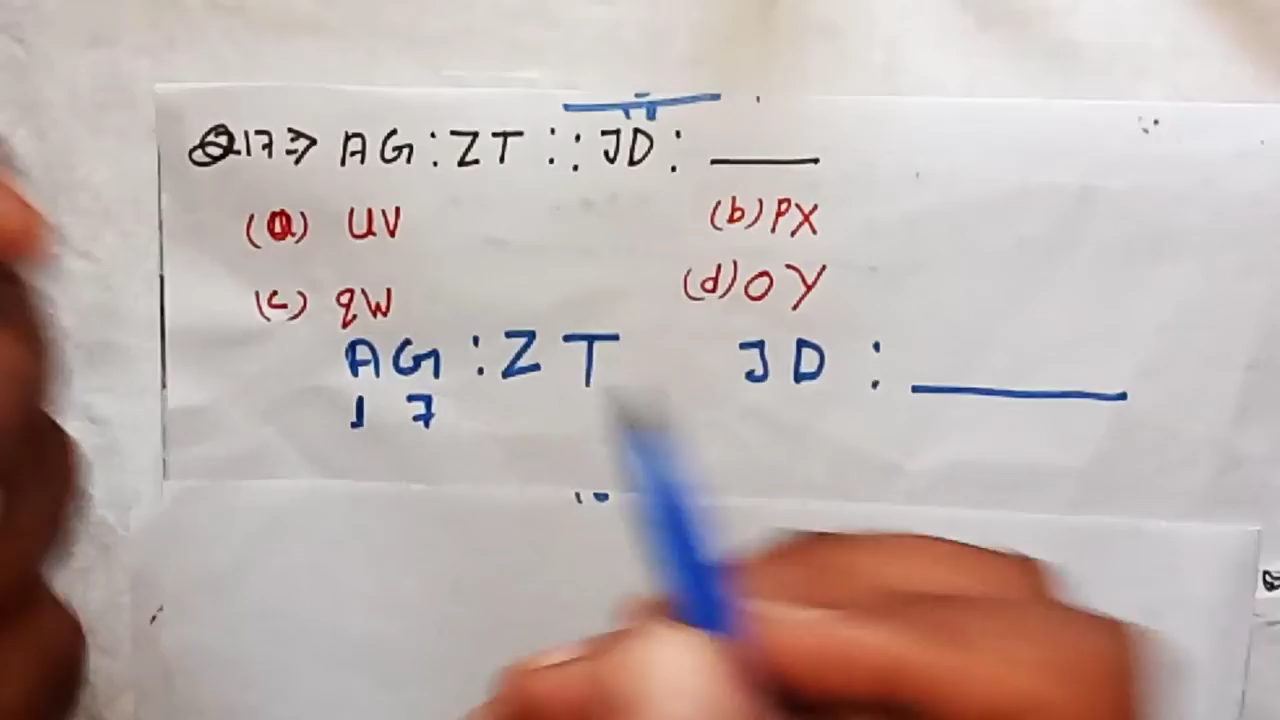 Q17⇒ AG:ZT::JD:____
(a) UV (b) PX
(c) qW (d) OY
AG:ZT JD:____
1 7